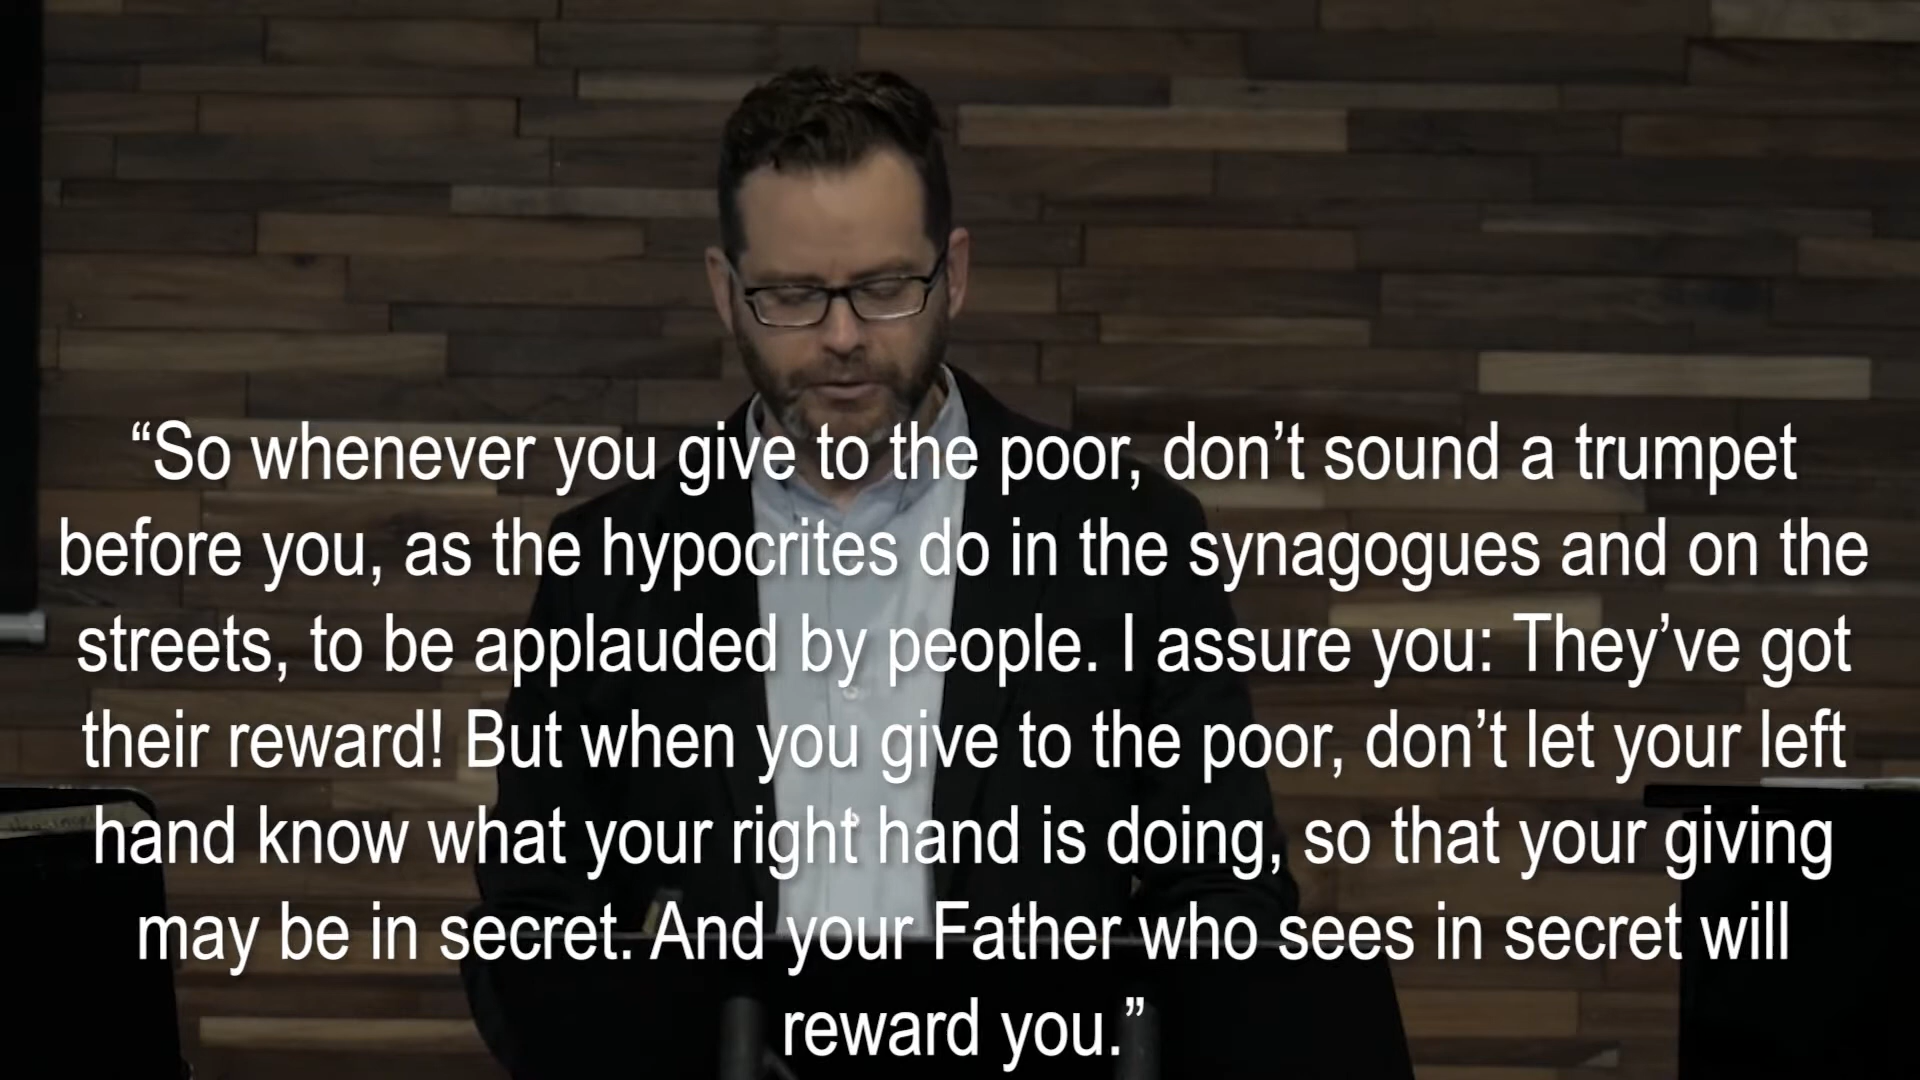 “So whenever you give to the poor, don’t sound a trumpet
before you, as the hypocrites do in the synagogues and on the
streets, to be applauded by people. I assure you: They’ve got
their reward! But when you give to the poor, don’t let your left
hand know what your right hand is doing, so that your giving
may be in secret. And your Father who sees in secret will
reward you.”